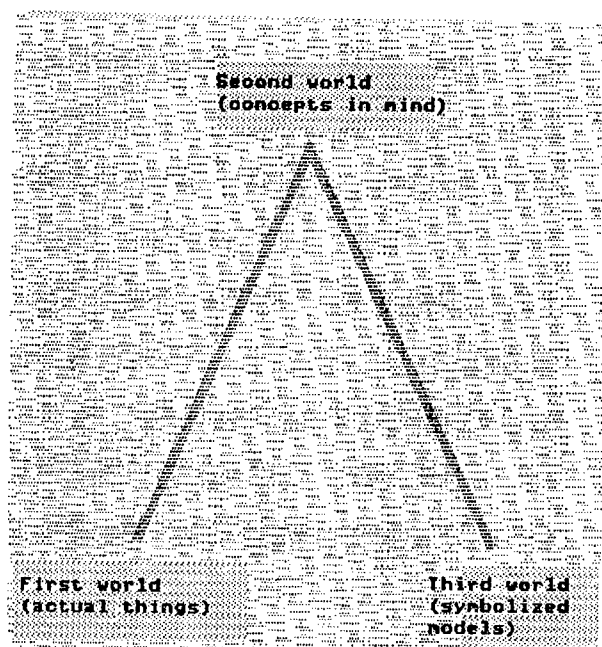 Second world
(concepts in mind)
First world
(actual things)
Third world
(symbolized
models)